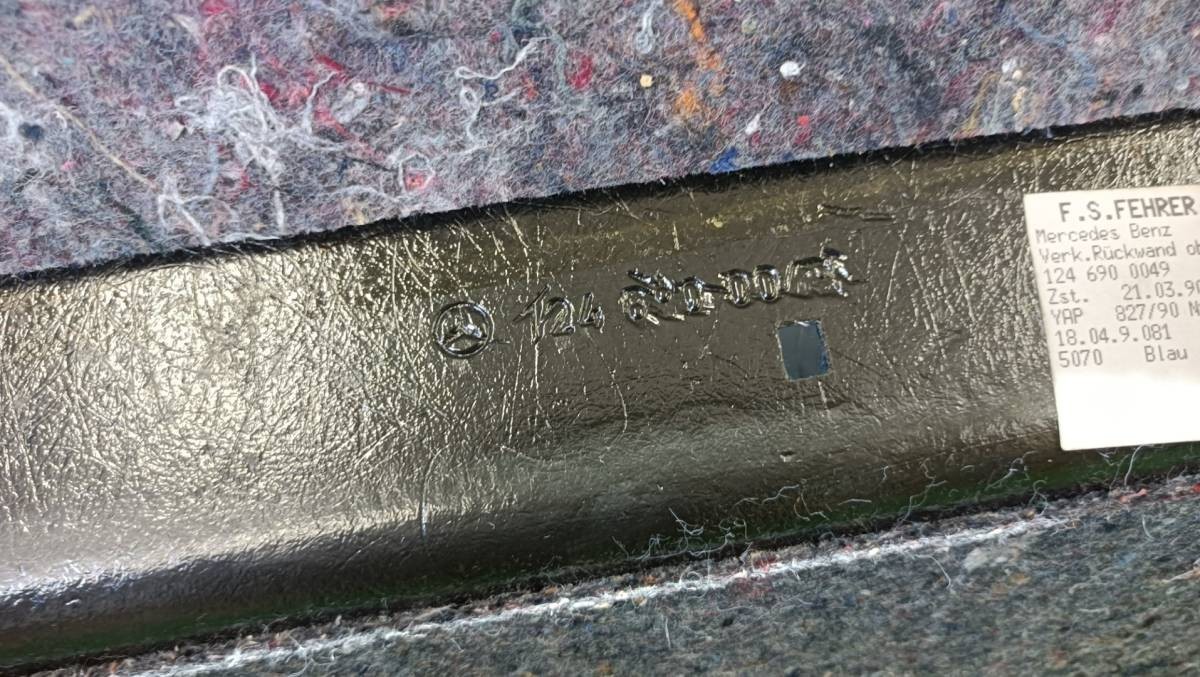 124
F.S.FEHRER
Mercedes Benz
Verk.Rückwand
124 690 0049
Zst. 21.03.90
YAP 827/90
18.04.9.081
5070 Blau